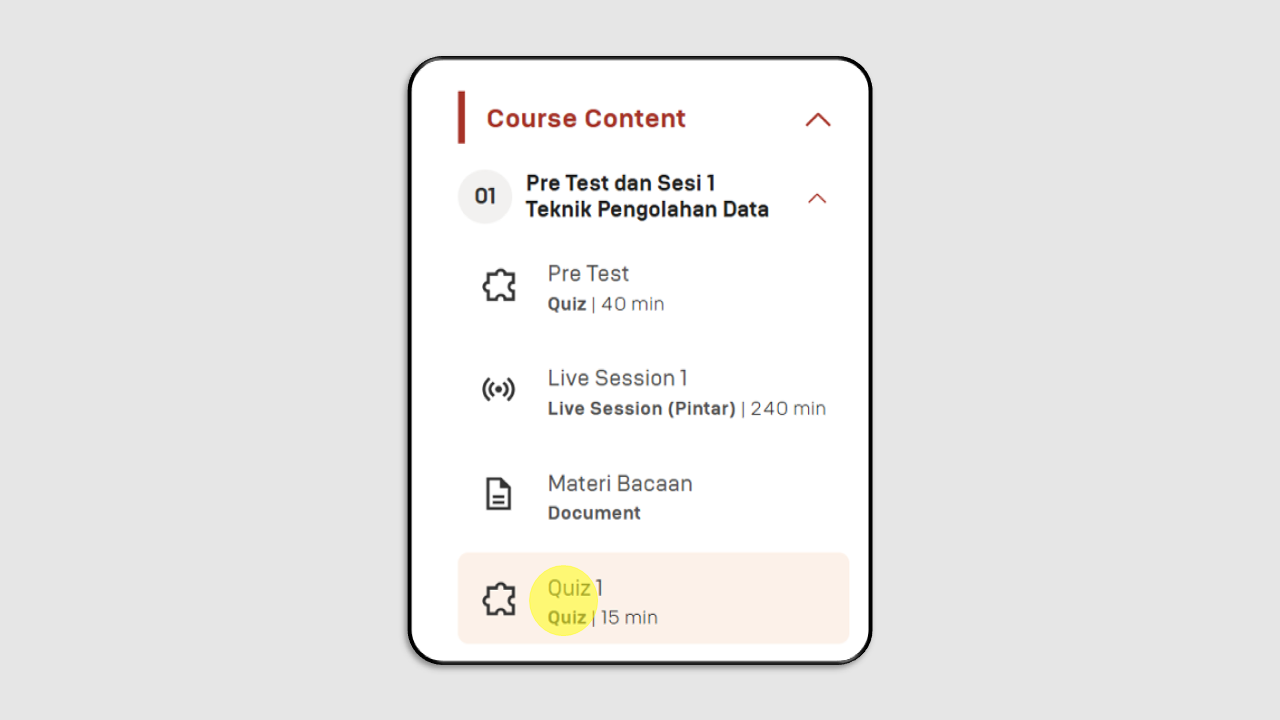 Course Content
01
Pre Test dan Sesi 1
Teknik Pengolahan Data
Pre Test
Quiz | 40 min
Live Session 1
Live Session (Pintar) | 240 min
Materi Bacaan
Document
Quiz 1
Quiz | 15 min